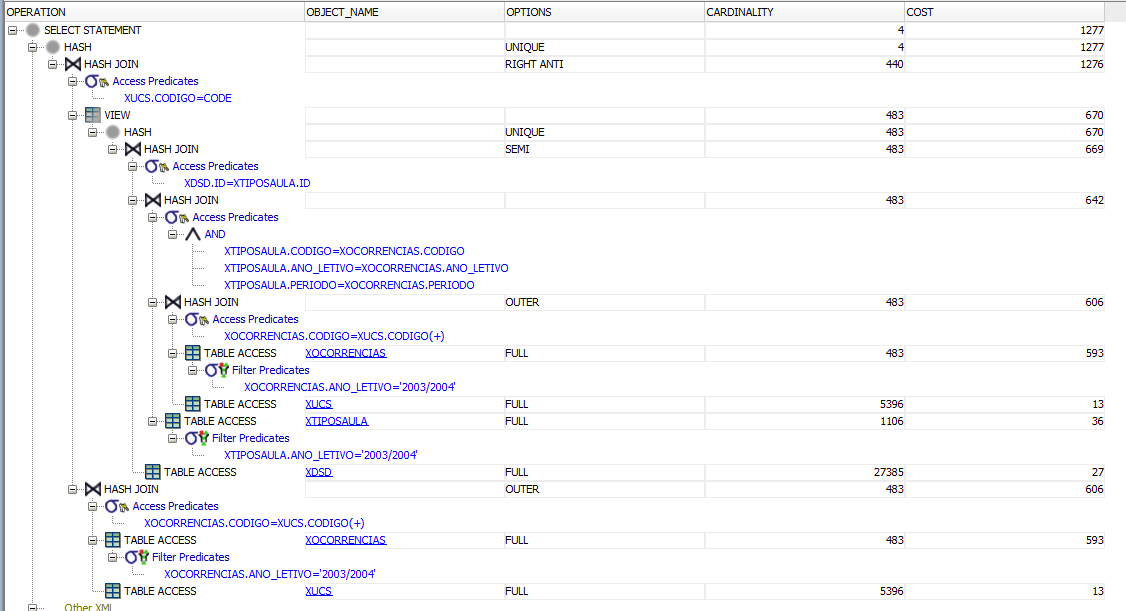 OPERATION OBJECT_NAME OPTIONS CARDINALITY COST
SELECT STATEMENT 4 1277
HASH UNIQUE 4 1277
HASH JOIN RIGHT ANTI 440 1276
Access Predicates
XUCS.CODIGO=CODE
VIEW 483 670
HASH UNIQUE 483 670
HASH JOIN SEMI 483 669
Access Predicates
XDSD.ID=XTIPOSAULA.ID
HASH JOIN 483 642
Access Predicates
AND
XTIPOSAULA.CODIGO=XOCORRENCIAS.CODIGO
XTIPOSAULA.ANO_LETIVO=XOCORRENCIAS.ANO_LETIVO
XTIPOSAULA.PERIODO=XOCORRENCIAS.PERIODO
HASH JOIN OUTER 483 606
Access Predicates
XOCORRENCIAS.CODIGO=XUCS.CODIGO(+)
TABLE ACCESS XOCORRENCIAS FULL 483 593
Filter Predicates
XOCORRENCIAS.ANO_LETIVO='2003/2004'
TABLE ACCESS XUCS FULL 5396 13
TABLE ACCESS XTIPOSAULA FULL 1106 36
Filter Predicates
XTIPOSAULA.ANO_LETIVO='2003/2004'
TABLE ACCESS XDSD FULL 27385 27
HASH JOIN OUTER 483 606
Access Predicates
XOCORRENCIAS.CODIGO=XUCS.CODIGO(+)
TABLE ACCESS XOCORRENCIAS FULL 483 593
Filter Predicates
XOCORRENCIAS.ANO_LETIVO='2003/2004'
TABLE ACCESS XUCS FULL 5396 13
Other XML